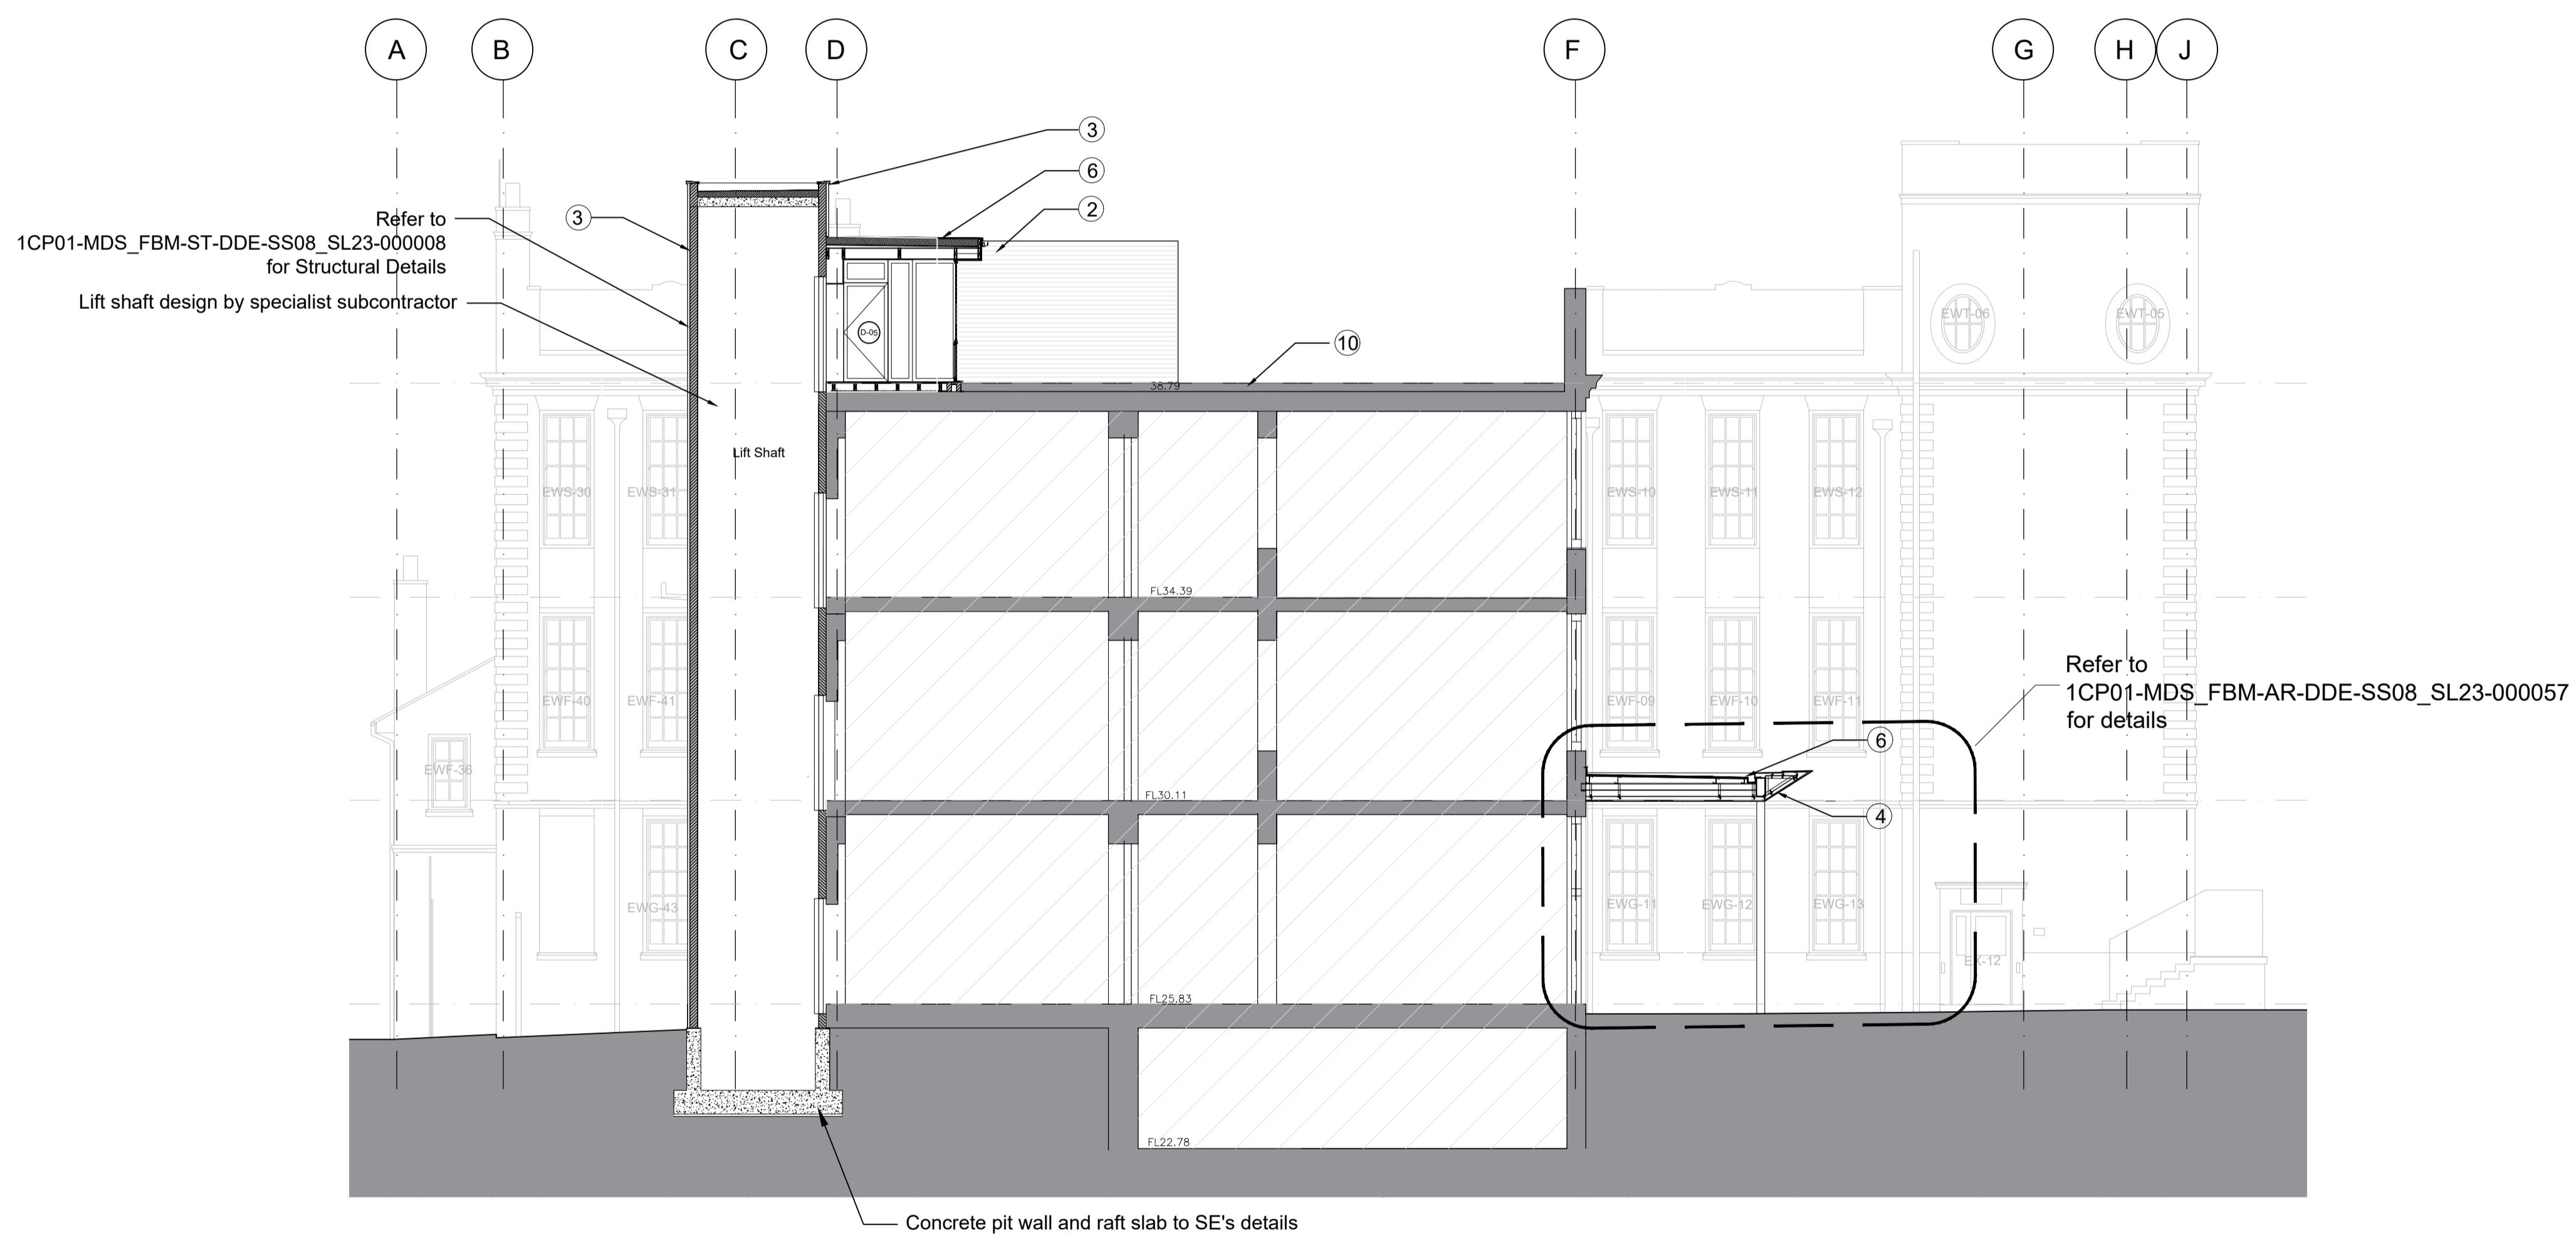 A B C D F G H J
3
6
2
3
Refer to
1CP01-MDS_FBM-ST-DDE-SS08_SL23-000008
for Structural Details
Lift shaft design by specialist subcontractor
EWT-06 EWT-05
D-05
10
38.79
Lift Shaft
EWS-30 EWS-31 EWS-10 EWS-11 EWS-12
FL34.39
Refer to
1CP01-MDS_FBM-AR-DDE-SS08_SL23-000057
for details
EWF-40 EWF-41 EWF-09 EWF-10 EWF-11
6
EWF-36
FL30.11
4
EWG-43 EWG-11 EWG-12 EWG-13
EX-12
FL25.83
FL22.78
Concrete pit wall and raft slab to SE's details